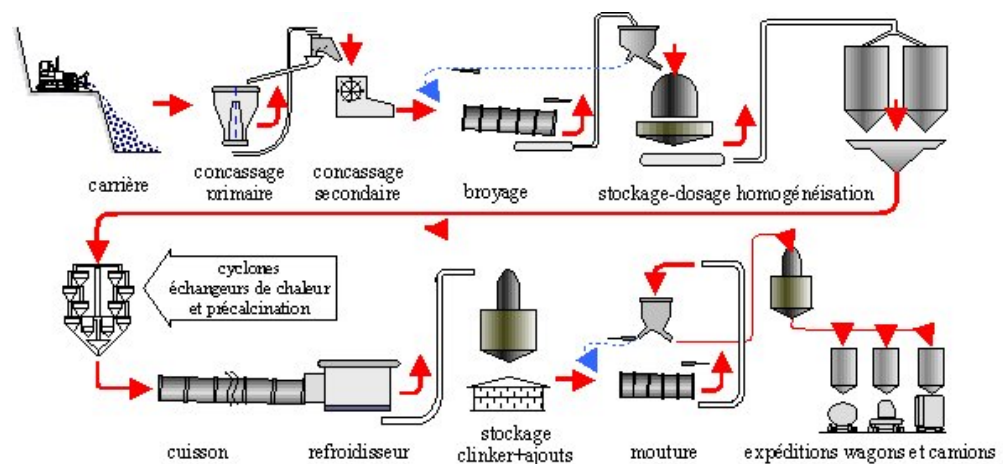 carrière
concassage
primaire
concassage
secondaire
broyage
stockage-dosage homogénéisation
cyclones
échangeurs de chaleur
et précalcination
cuisson
refroidisseur
stockage
clinker+ajouts
mouture
expéditions wagons et camions